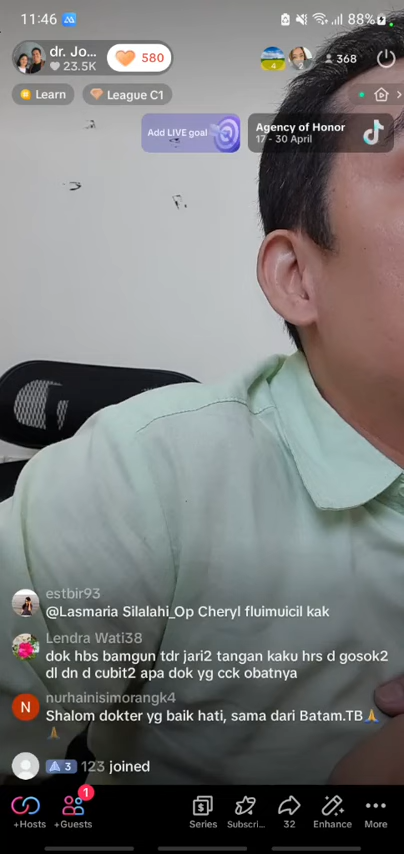 11:46 88%
dr. Jo...
23.5K
580
4
2
368
Learn
League C1
Add LIVE goal
Agency of Honor
17 - 30 April
estbir93
@Lasmaria Silalahi_Op Cheryl fluimuicil kak
Lendra Wati38
dok hbs bamgun tdr jari2 tangan kaku hrs d gosok2
dl dn d cubit2 apa dok yg cck obatnya
N
nurhainisimorangk4
Shalom dokter yg baik hati, sama dari Batam.TB🙏
🙏
3 123 joined
1
+Hosts
+Guests
Series
Subscri...
32
Enhance
More